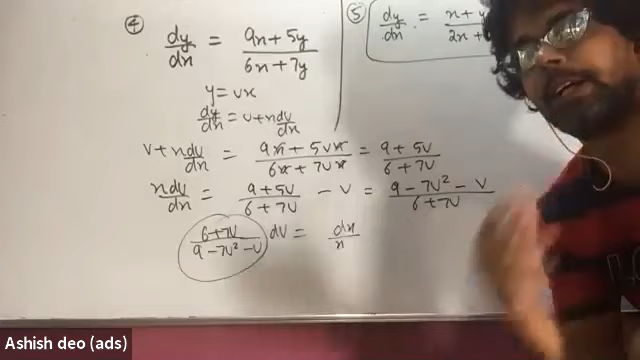 ④ dy/dx = 9x + 5y / 6x + 7y
y = vx
dy/dx = v + x dv/dx
v + x dv/dx = 9x + 5vx / 6x + 7vx = 9 + 5v / 6 + 7v
x dv/dx = 9 + 5v / 6 + 7v - v = 9 - 7v² - v / 6 + 7v
6 + 7v / 9 - 7v² - v dv = dx / x
⑤ dy/dx = x + y / 2x +
Ashish deo (ads)